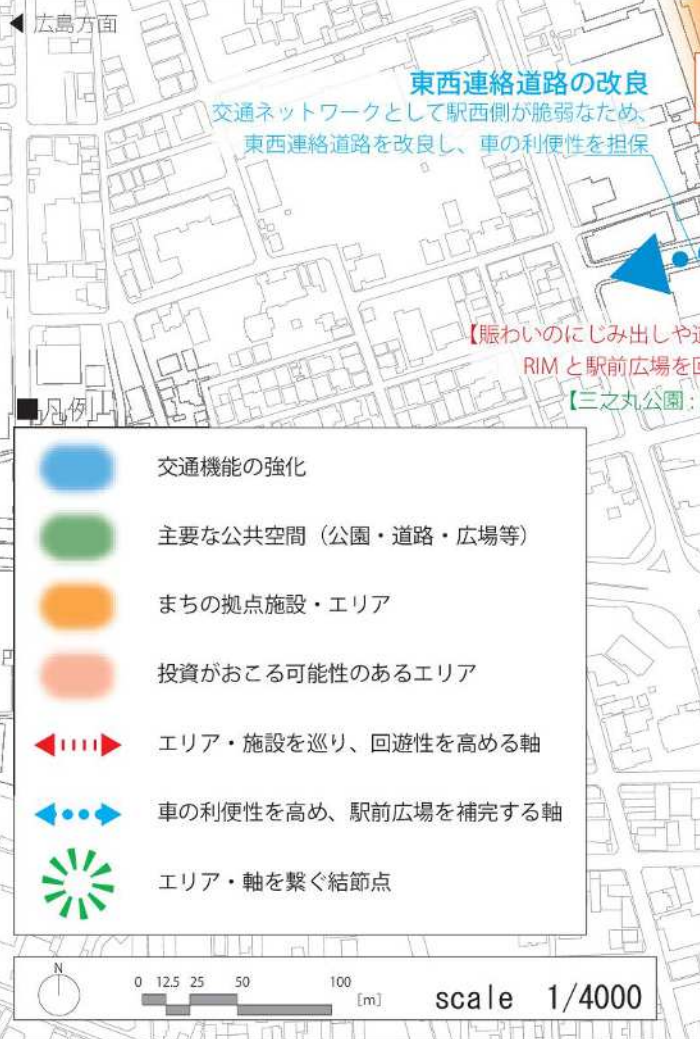 広島方面
東西連絡道路の改良
交通ネットワークとして駅西側が脆弱なため、
東西連絡道路を改良し、車の利便性を担保
【賑わいのにじみ出しや
RIMと駅前広場を
【三之丸公園：
■凡例
交通機能の強化
主要な公共空間（公園・道路・広場等）
まちの拠点施設・エリア
投資がおこる可能性のあるエリア
エリア・施設を巡り、回遊性を高める軸
車の利便性を高め、駅前広場を補完する軸
エリア・軸を繋ぐ結節点
N
0 12.5 25 50 100
[m]
scale 1/4000